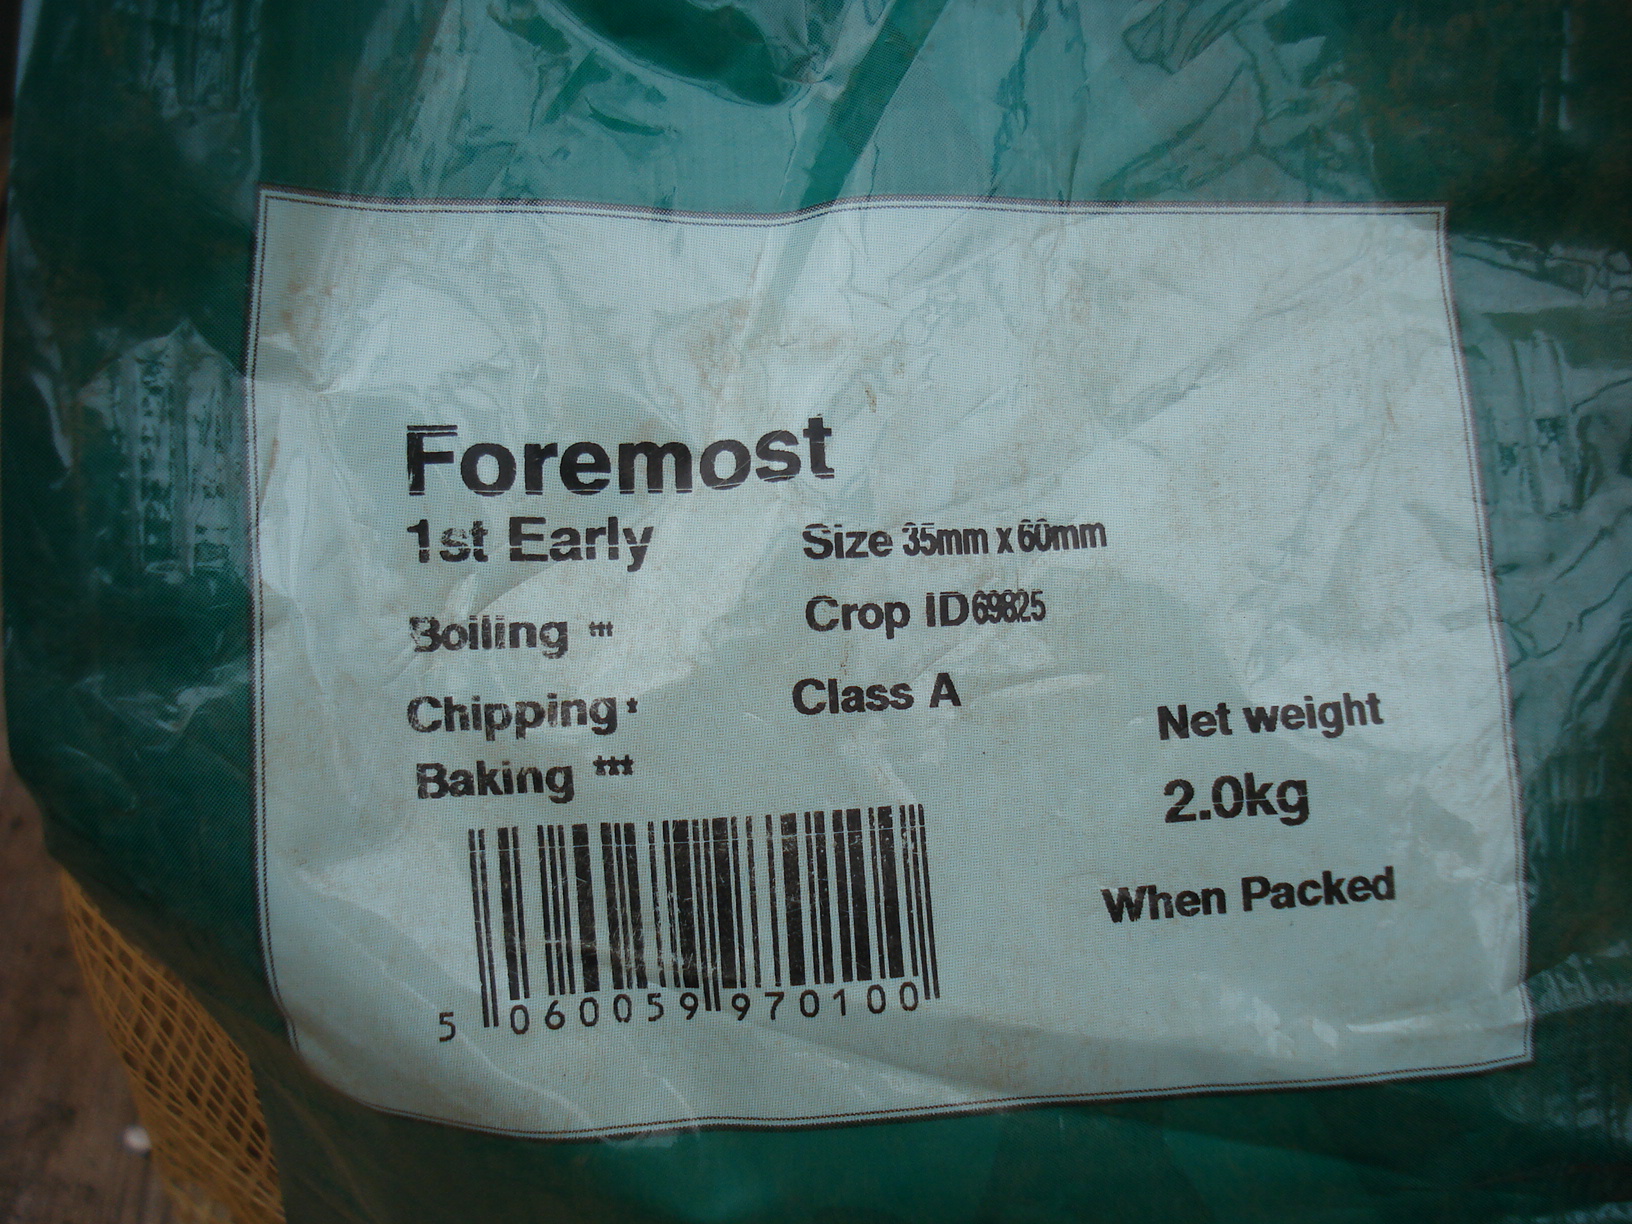 Foremost
1st Early
Size 35mm x 60mm
Boiling ***
Crop ID 69825
Chipping *
Class A
Baking ***
Net weight
2.0kg
When Packed
5 060059 970100